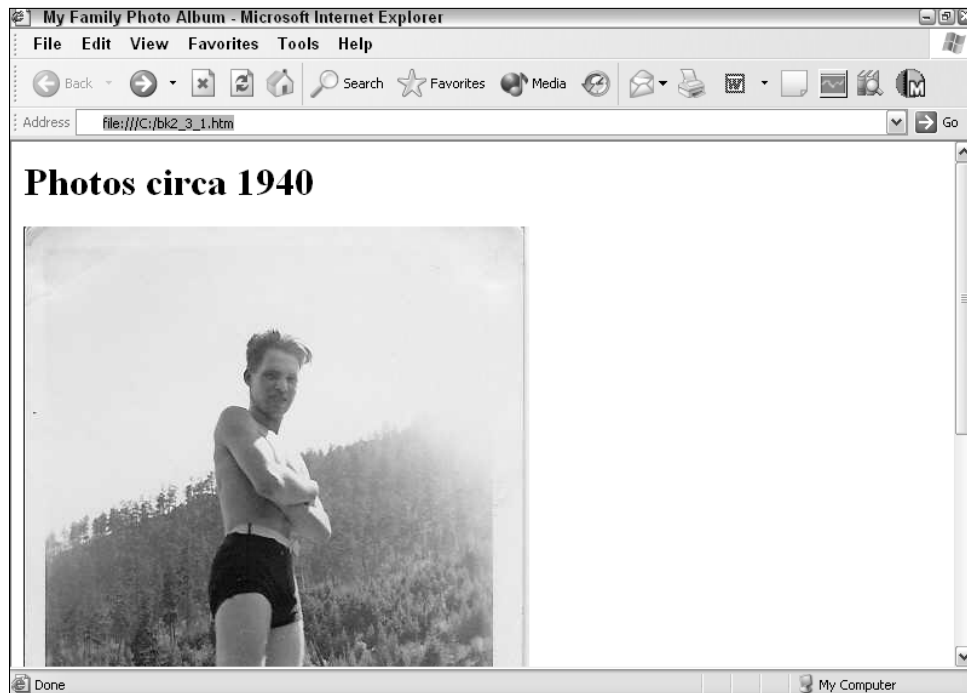 My Family Photo Album - Microsoft Internet Explorer
File Edit View Favorites Tools Help
Back Search Favorites Media W M
Address file:///C:/bk2_3_1.htm Go
Photos circa 1940
Done My Computer